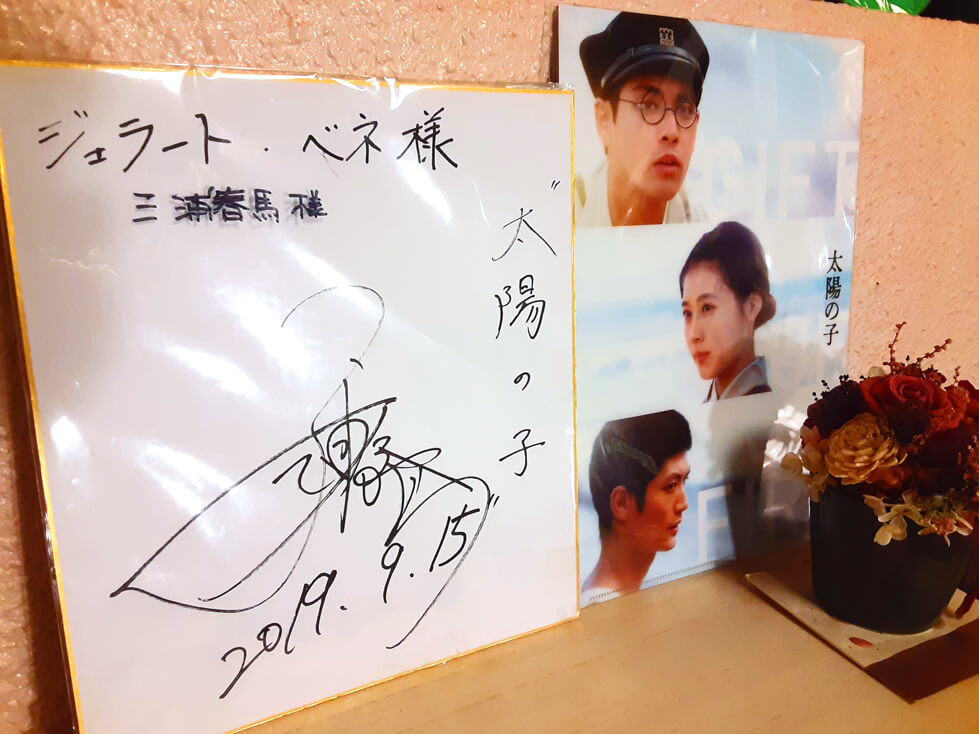 ジェラート・ベネ様
三浦春馬様
"太陽の子"
2019.9.15
GIFT
太陽の子